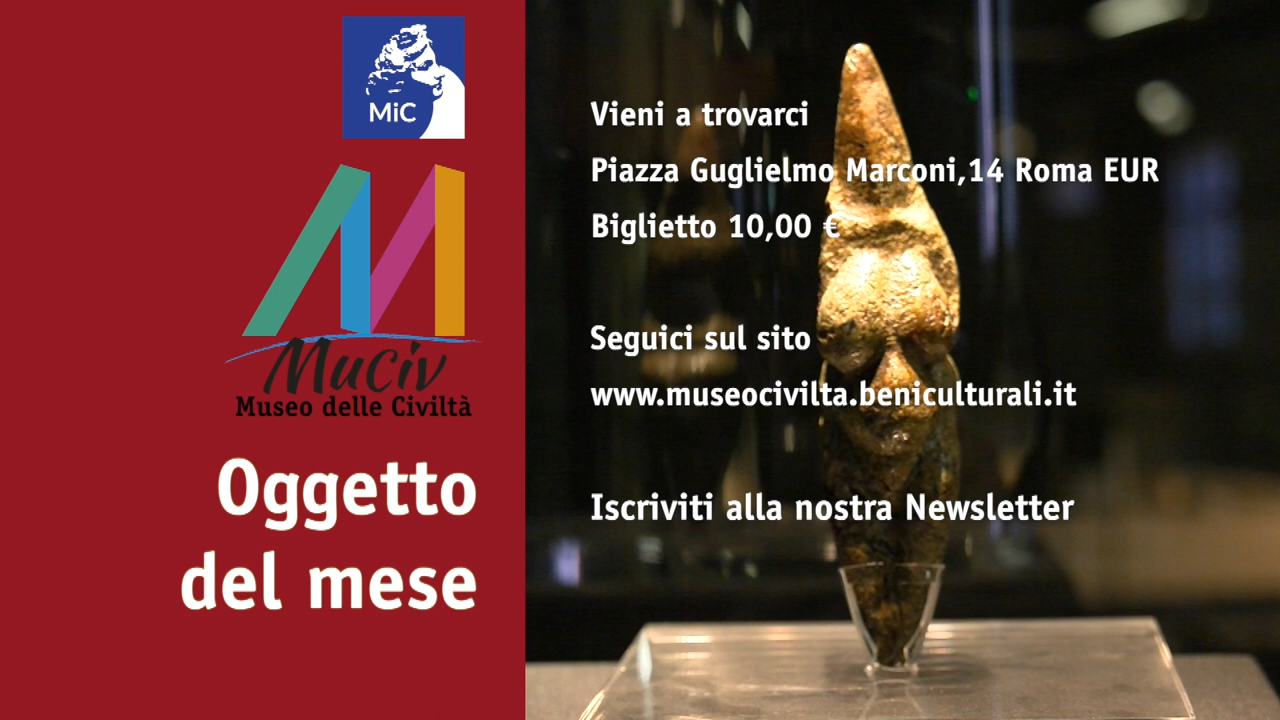 MiC
MuCiv
Museo delle Civiltà
Oggetto
del mese
Vieni a trovarci
Piazza Guglielmo Marconi,14 Roma EUR
Biglietto 10,00 €
Seguici sul sito
www.museocivilta.beniculturali.it
Iscriviti alla nostra Newsletter